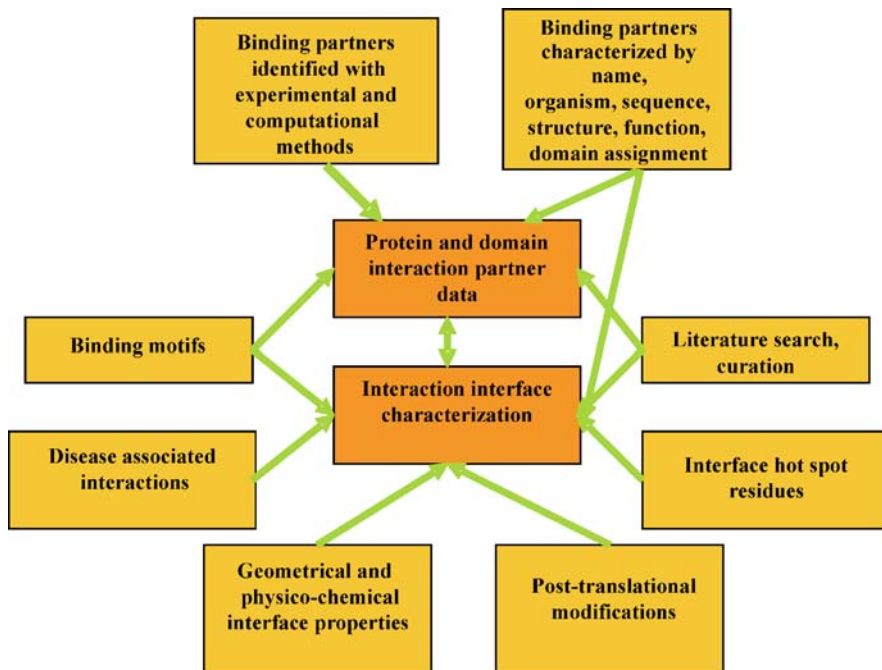 Binding partners
identified with
experimental and
computational
methods
Binding partners
characterized by
name,
organism, sequence,
structure, function,
domain assignment
Protein and domain
interaction partner
data
Binding motifs
Literature search,
curation
Interaction interface
characterization
Disease associated
interactions
Interface hot spot
residues
Geometrical and
physico-chemical
interface properties
Post-translational
modifications